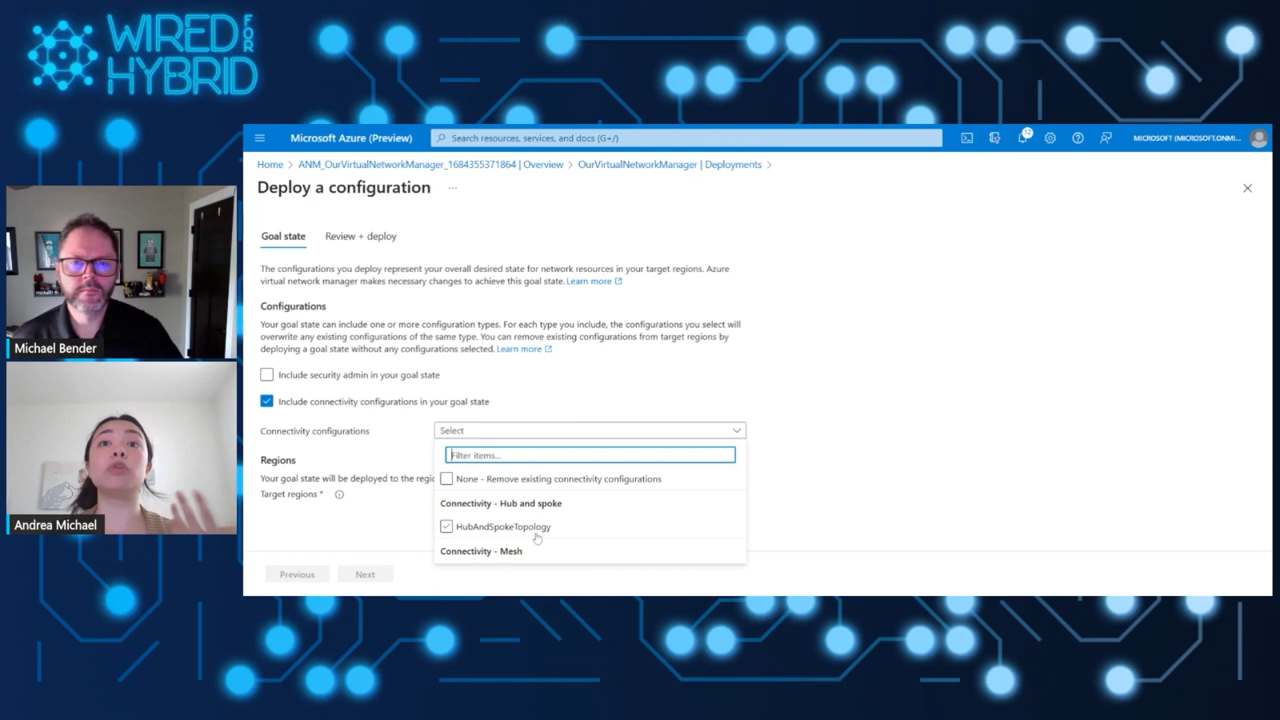 WIRED FOR
HYBRID
Microsoft Azure (Preview)
Search resources, services, and docs (G+/)
MICROSOFT (MICROSOFT.ONMI...
Home > ANM_OurVirtualNetworkManager_1684355371864 | Overview > OurVirtualNetworkManager | Deployments >
Deploy a configuration ...
Goal state
Review + deploy
The configurations you deploy represent your overall desired state for network resources in your target regions. Azure
virtual network manager makes necessary changes to achieve this goal state. Learn more
Configurations
Your goal state can include one or more configuration types. For each type you include, the configurations you select will
overwrite any existing configurations of the same type. You can remove existing configurations from target regions by
deploying a goal state without any configurations selected. Learn more
Include security admin in your goal state
Include connectivity configurations in your goal state
Connectivity configurations
Select
Filter items...
None - Remove existing connectivity configurations
Connectivity - Hub and spoke
HubAndSpokeTopology
Connectivity - Mesh
Regions
Your goal state will be deployed to the regi
Target regions *
Previous
Next
Michael Bender
Andrea Michael